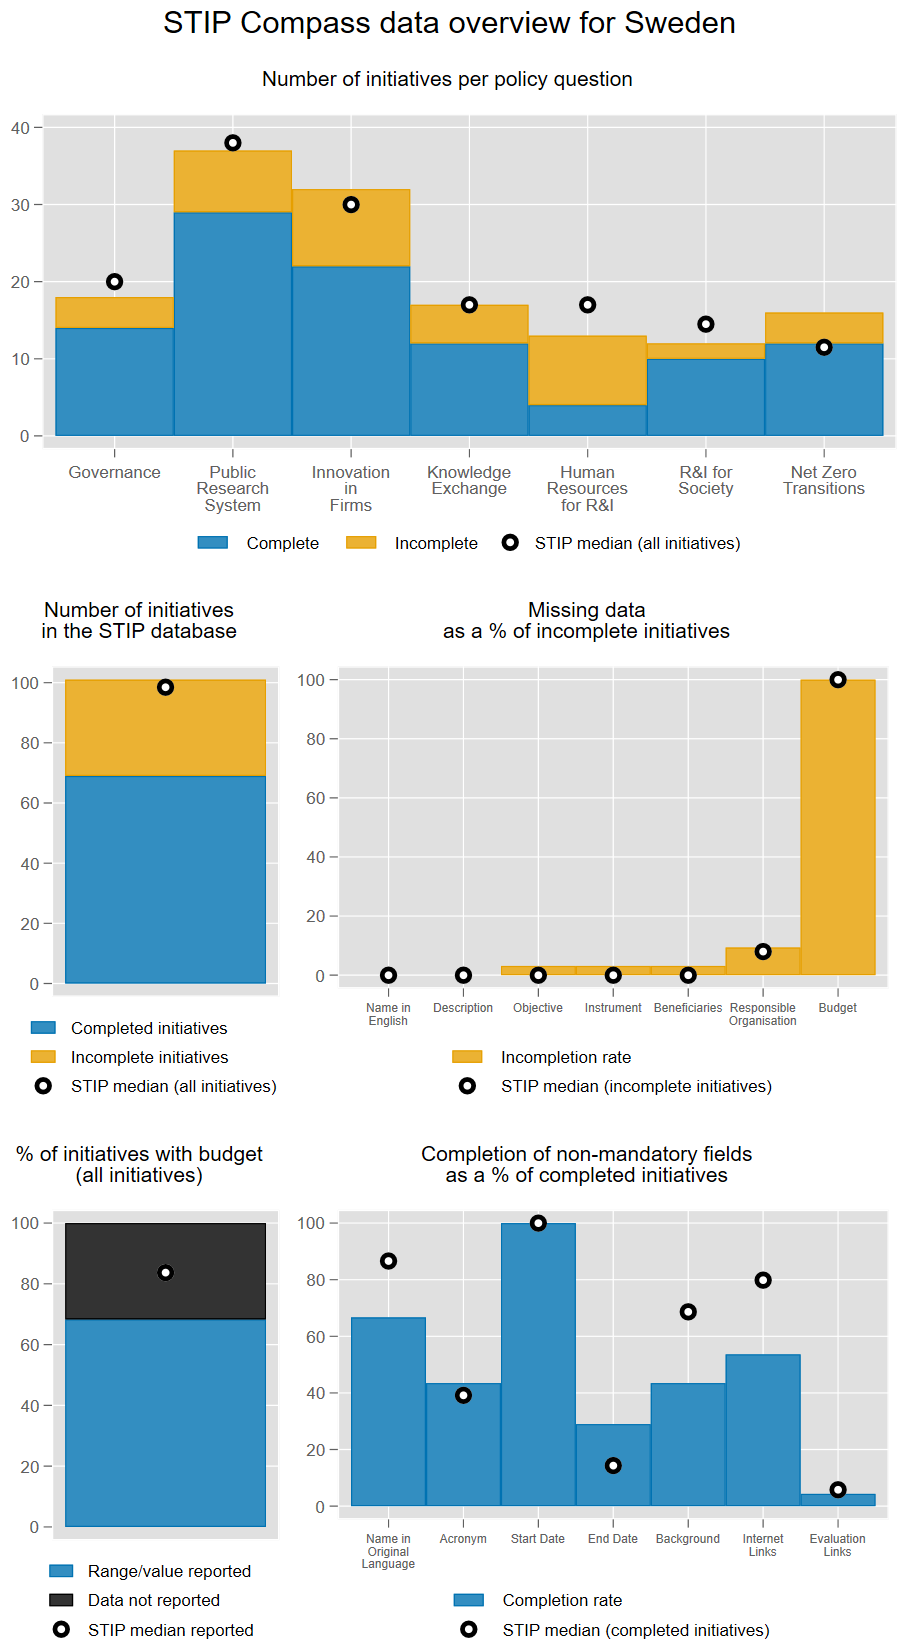 STIP Compass data overview for Sweden
Number of initiatives per policy question
40
30
20
10
0
Governance
Public
Research
System
Innovation
in
Firms
Knowledge
Exchange
Human
Resources
for R&I
R&I for
Society
Net Zero
Transitions
Complete
Incomplete
STIP median (all initiatives)
Number of initiatives
in the STIP database
100
80
60
40
20
0
Completed initiatives
Incomplete initiatives
STIP median (all initiatives)
Missing data
as a % of incomplete initiatives
100
80
60
40
20
0
Name in
English
Description
Objective
Instrument
Beneficiaries
Responsible
Organisation
Budget
Incompletion rate
STIP median (incomplete initiatives)
% of initiatives with budget
(all initiatives)
100
80
60
40
20
0
Range/value reported
Data not reported
STIP median reported
Completion of non-mandatory fields
as a % of completed initiatives
100
80
60
40
20
0
Name in
Original
Language
Acronym
Start Date
End Date
Background
Internet
Links
Evaluation
Links
Completion rate
STIP median (completed initiatives)